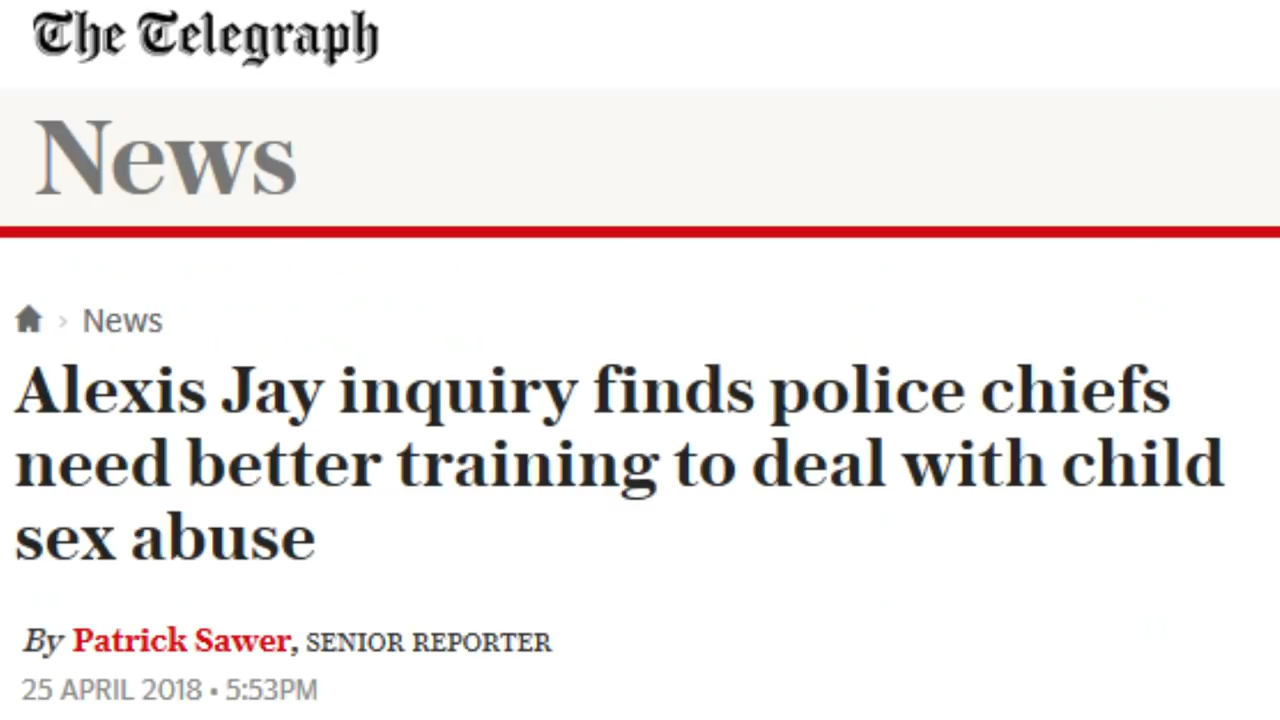 The Telegraph
News
News
Alexis Jay inquiry finds police chiefs
need better training to deal with child
sex abuse
By Patrick Sawer, SENIOR REPORTER
25 APRIL 2018 • 5:53PM